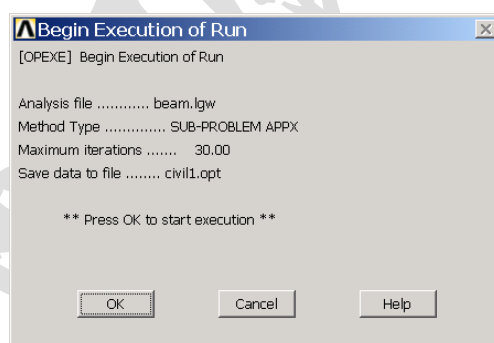 Begin Execution of Run
[OPEXE] Begin Execution of Run
Analysis file ............ beam.lgw
Method Type .............. SUB-PROBLEM APPX
Maximum iterations ....... 30.00
Save data to file ........ civil1.opt
** Press OK to start execution **
OK Cancel Help